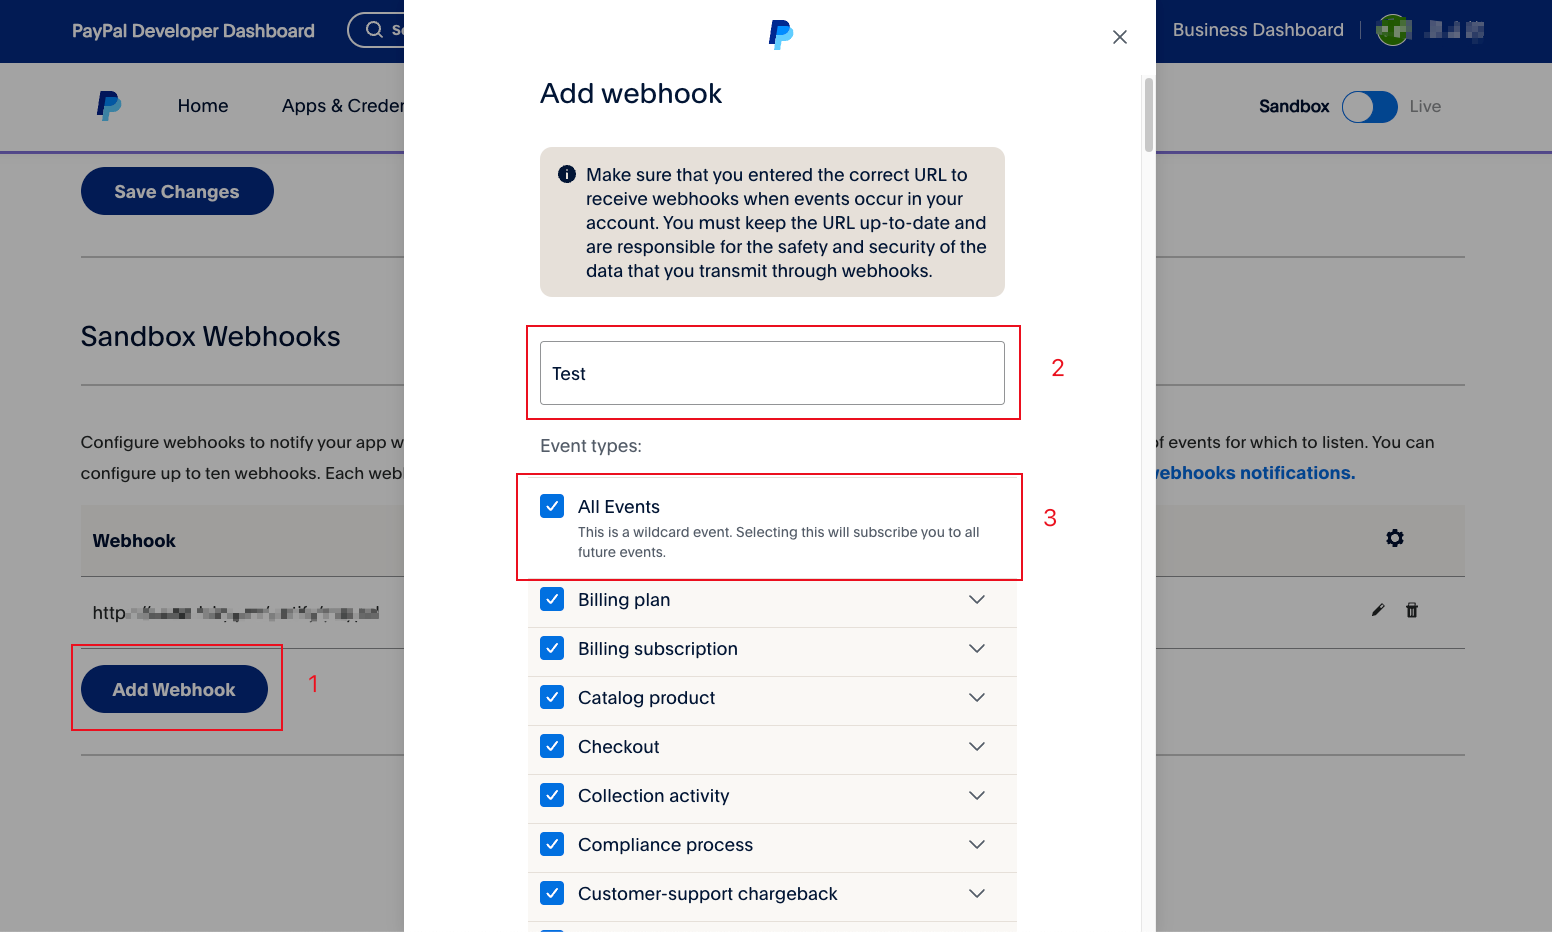 PayPal Developer Dashboard
Business Dashboard
Home
Apps & Creden
Sandbox
Live
Save Changes
Sandbox Webhooks
Configure webhooks to notify your app w
of events for which to listen. You can
configure up to ten webhooks. Each web
webhooks notifications.
Webhook
http
Add Webhook
1
Add webhook
Make sure that you entered the correct URL to
receive webhooks when events occur in your
account. You must keep the URL up-to-date and
are responsible for the safety and security of the
data that you transmit through webhooks.
Test
2
Event types:
All Events
This is a wildcard event. Selecting this will subscribe you to all
future events.
3
Billing plan
Billing subscription
Catalog product
Checkout
Collection activity
Compliance process
Customer-support chargeback